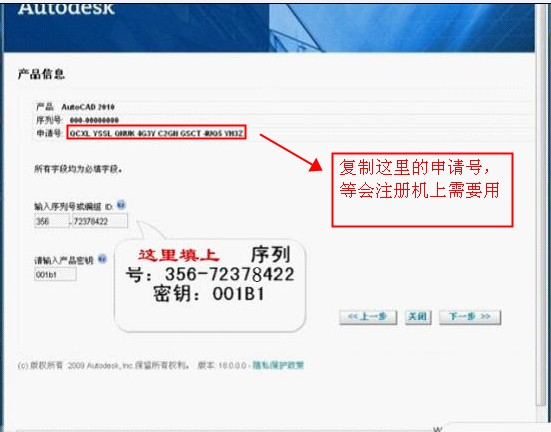 Autodesk
产品信息
产品 AutoCAD 2010
序列号: 000-00000000
申请号: QCXL YSSL QHUK 4G3Y C2GH GSCT 4UQ5 YH3Z
复制这里的申请号，
等会注册机上需要用
所有字段均为必填字段。
输入序列号或编组 ID:
356 - 72378422
这里填上 序列
号：356-72378422
密钥：001B1
请输入产品密钥
001b1
<<上一步 关闭 下一步 >>
(c) 版权所有 2009 Autodesk, Inc.保留所有权利。 版本: 18.0.0.0 - 隐私保护政策